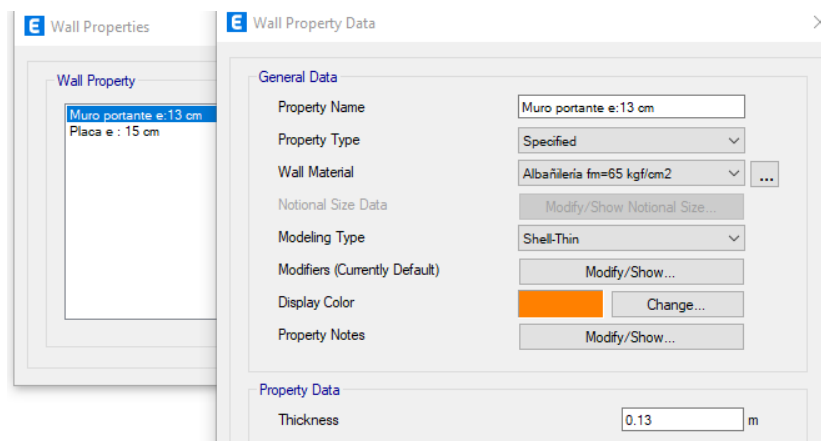 E Wall Properties
Wall Property
Muro portante e:13 cm
Placa e : 15 cm
E Wall Property Data
General Data
Property Name Muro portante e:13 cm
Property Type Specified
Wall Material Albañilería fm=65 kgf/cm2 ...
Notional Size Data Modify/Show Notional Size...
Modeling Type Shell-Thin
Modifiers (Currently Default) Modify/Show...
Display Color Change...
Property Notes Modify/Show...
Property Data
Thickness 0.13 m